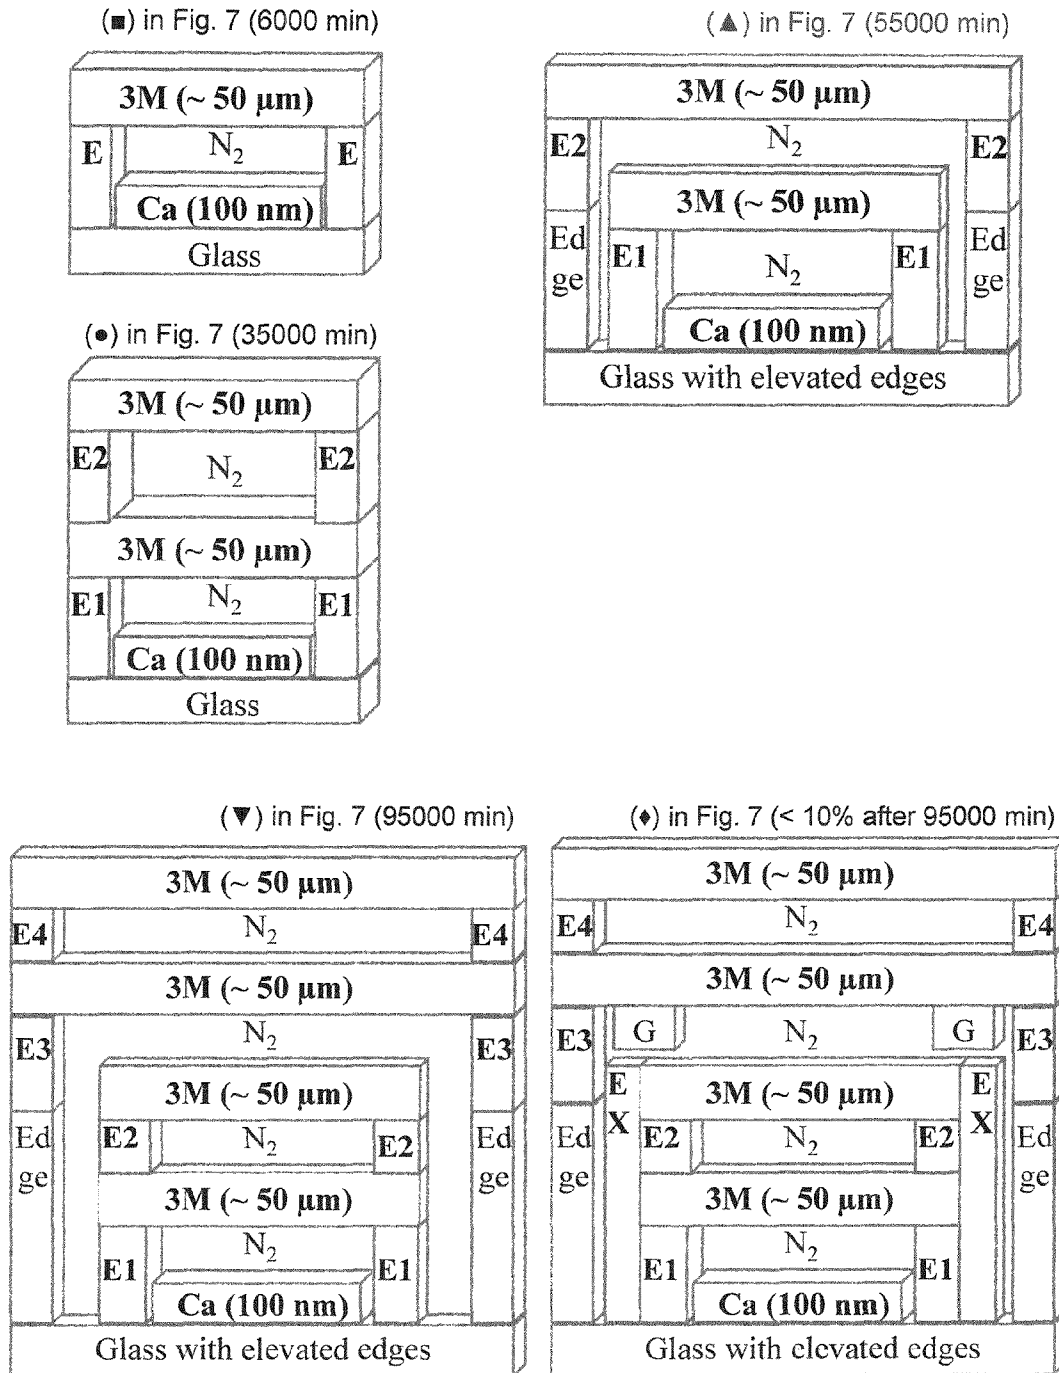 (■) in Fig. 7 (6000 min)
3M (~ 50 µm)
E
N₂
E
Ca (100 nm)
Glass
(▲) in Fig. 7 (55000 min)
3M (~ 50 µm)
E2
N₂
E2
3M (~ 50 µm)
Ed
ge
E1
N₂
E1
Ed
ge
Ca (100 nm)
Glass with elevated edges
(●) in Fig. 7 (35000 min)
3M (~ 50 µm)
E2
N₂
E2
3M (~ 50 µm)
E1
N₂
E1
Ca (100 nm)
Glass
(▼) in Fig. 7 (95000 min)
3M (~ 50 µm)
E4
N₂
E4
3M (~ 50 µm)
E3
N₂
E3
3M (~ 50 µm)
Ed
ge
E2
N₂
E2
Ed
ge
3M (~ 50 µm)
E1
N₂
E1
Ca (100 nm)
Glass with elevated edges
(♦) in Fig. 7 (< 10% after 95000 min)
3M (~ 50 µm)
E4
N₂
E4
3M (~ 50 µm)
E3
G
N₂
G
E3
E
X
3M (~ 50 µm)
E
X
Ed
ge
E2
N₂
E2
Ed
ge
3M (~ 50 µm)
E1
N₂
E1
Ca (100 nm)
Glass with elevated edges